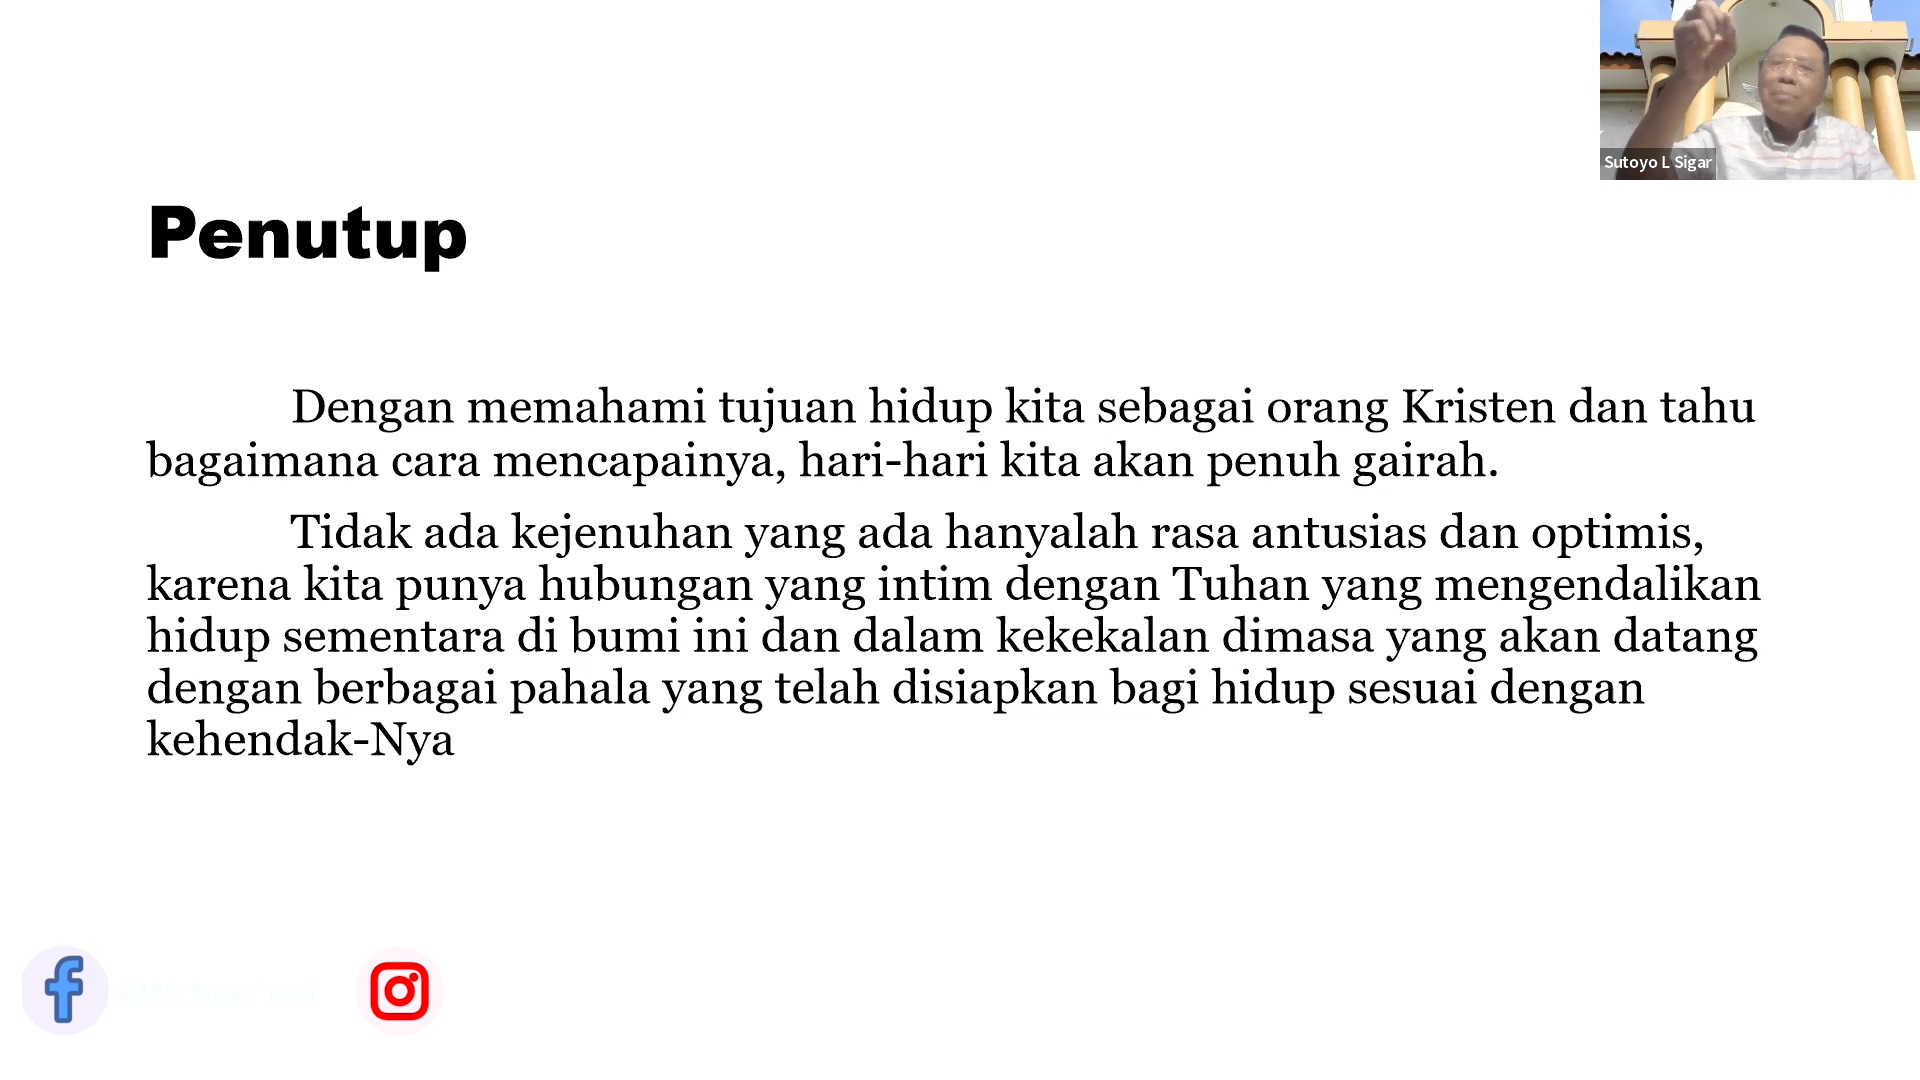 Sutoyo L Sigar
Penutup
Dengan memahami tujuan hidup kita sebagai orang Kristen dan tahu
bagaimana cara mencapainya, hari-hari kita akan penuh gairah.
Tidak ada kejenuhan yang ada hanyalah rasa antusias dan optimis,
karena kita punya hubungan yang intim dengan Tuhan yang mengendalikan
hidup sementara di bumi ini dan dalam kekekalan dimasa yang akan datang
dengan berbagai pahala yang telah disiapkan bagi hidup sesuai dengan
kehendak-Nya